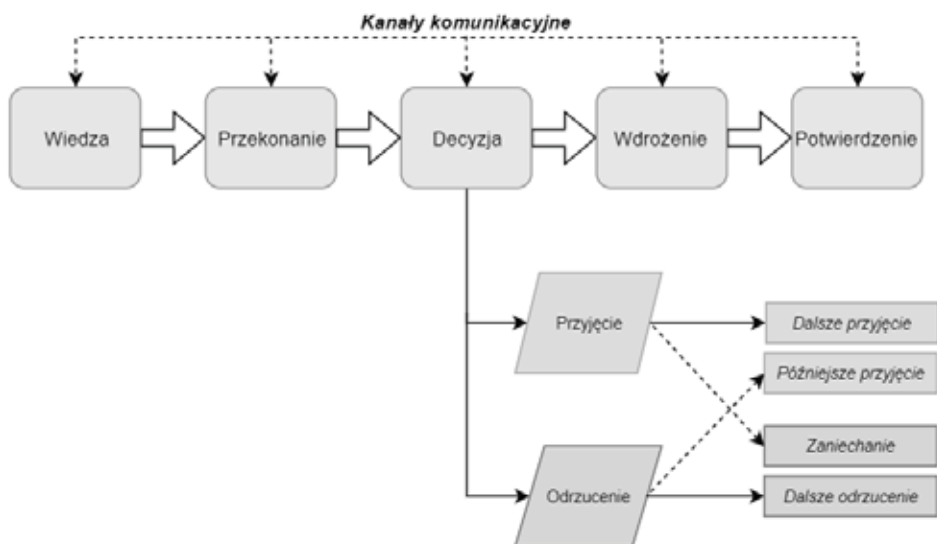 Kanały komunikacyjne
Wiedza
Przekonanie
Decyzja
Wdrożenie
Potwierdzenie
Przyjęcie
Dalsze przyjęcie
Późniejsze przyjęcie
Zaniechanie
Odrzucenie
Dalsze odrzucenie